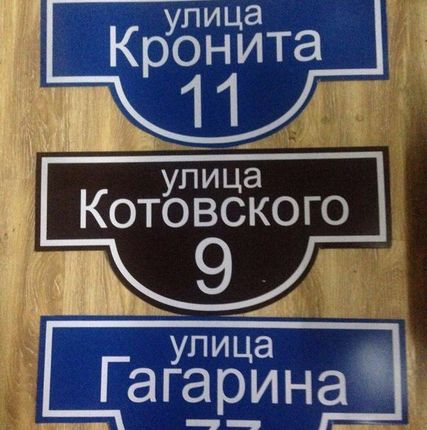 улица
Кронита
11
улица
Котовского
9
улица
Гагарина